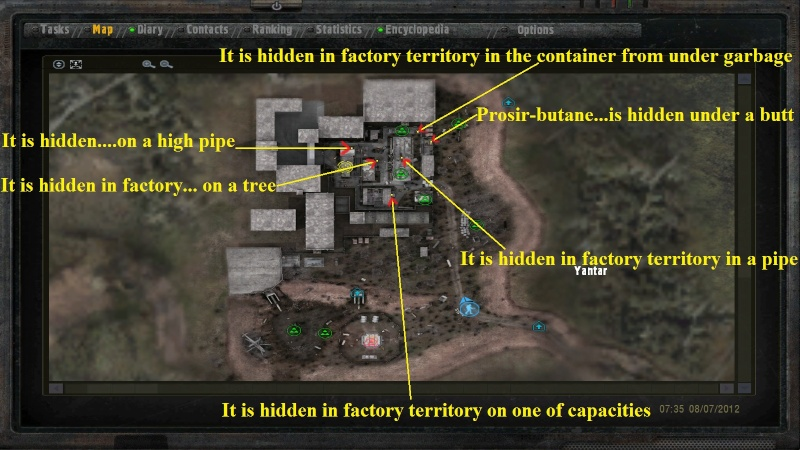 Tasks Map Diary Contacts Ranking Statistics Encyclopedia Options
It is hidden in factory territory in the container from under garbage
Prosir-butane...is hidden under a butt
It is hidden....on a high pipe
It is hidden in factory... on a tree
It is hidden in factory territory in a pipe
Yantar
It is hidden in factory territory on one of capacities
07:35 08/07/2012